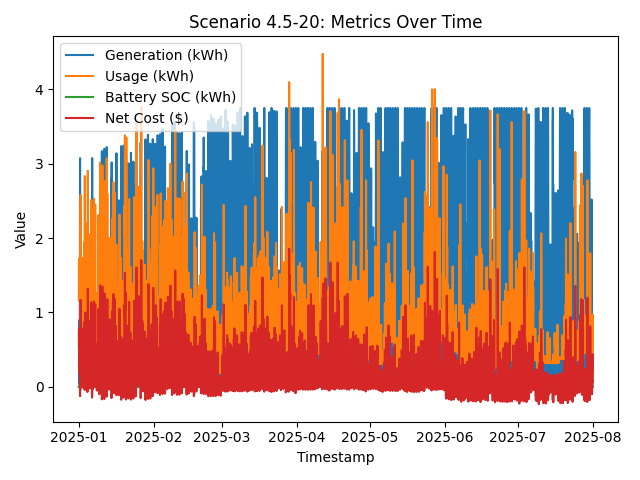 Scenario 4.5-20: Metrics Over Time
Generation (kWh)
Usage (kWh)
Battery SOC (kWh)
Net Cost ($)
Value
4
3
2
1
0
2025-01 2025-02 2025-03 2025-04 2025-05 2025-06 2025-07 2025-08
Timestamp